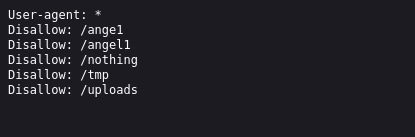 User-agent: *
Disallow: /ange1
Disallow: /angel1
Disallow: /nothing
Disallow: /tmp
Disallow: /uploads